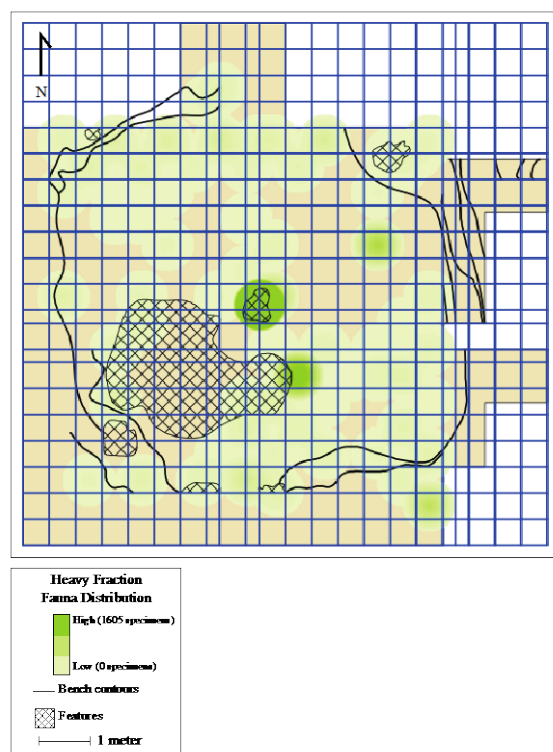 N
Heavy Fraction
Fauna Distribution
High (1605 specimens)
Low (0 specimens)
Bench contours
Features
1 meter